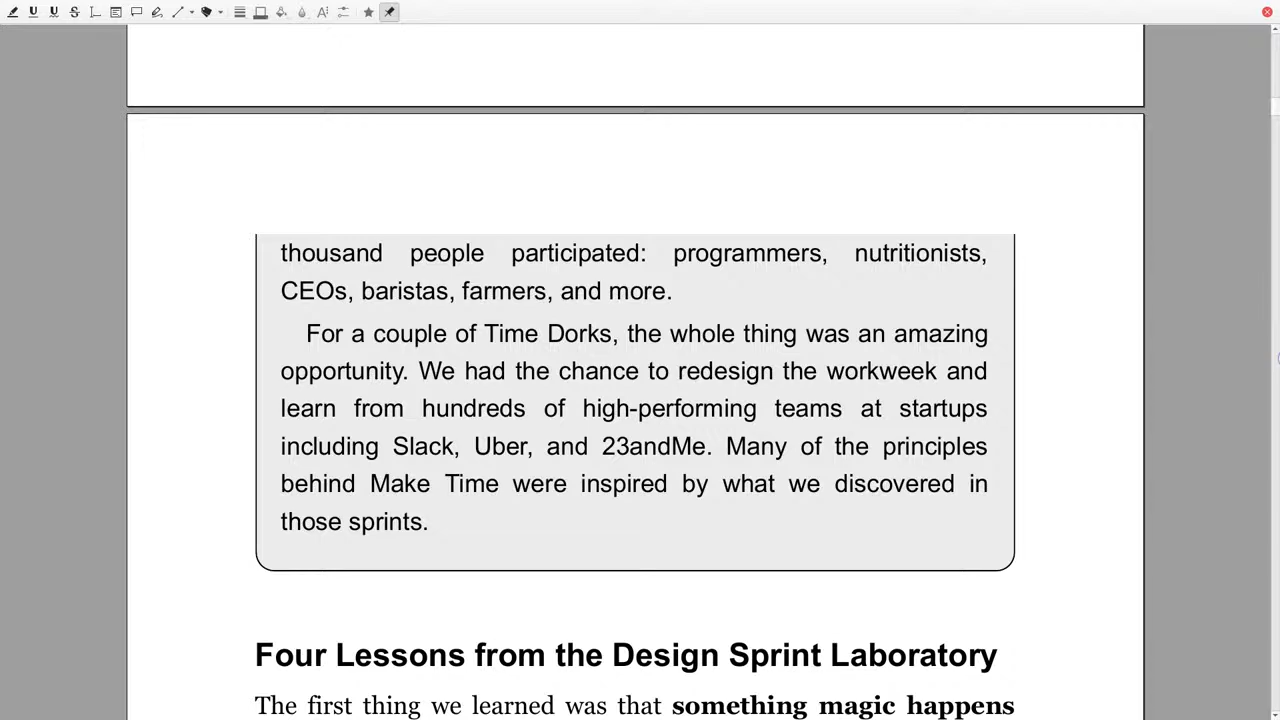 thousand people participated: programmers, nutritionists,
CEOs, baristas, farmers, and more.
For a couple of Time Dorks, the whole thing was an amazing
opportunity. We had the chance to redesign the workweek and
learn from hundreds of high-performing teams at startups
including Slack, Uber, and 23andMe. Many of the principles
behind Make Time were inspired by what we discovered in
those sprints.
Four Lessons from the Design Sprint Laboratory
The first thing we learned was that something magic happens